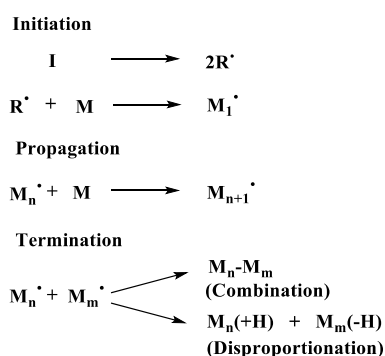 Initiation
I 2R•
R• + M M₁•
Propagation
Mₙ• + M Mₙ₊₁•
Termination
Mₙ• + Mₘ•
Mₙ-Mₘ
(Combination)
Mₙ(+H) + Mₘ(-H)
(Disproportionation)